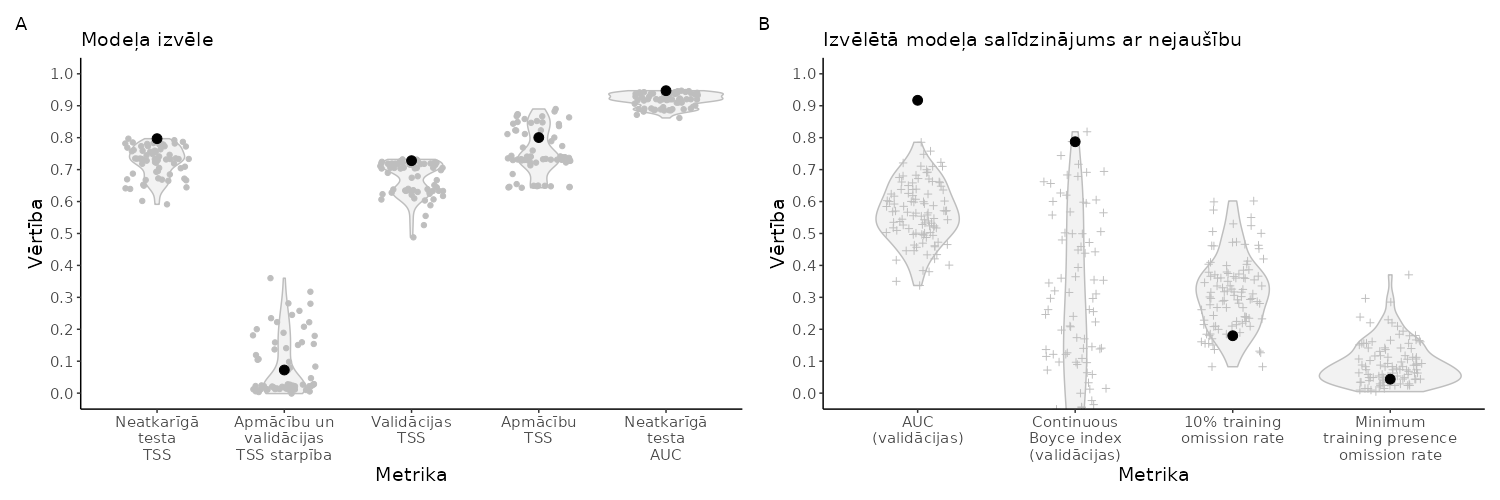 A
Modeļa izvēle
Vērtība
1.0
0.9
0.8
0.7
0.6
0.5
0.4
0.3
0.2
0.1
0.0
Neatkarīgā
testa
TSS
Apmācību un
validācijas
TSS starpība
Validācijas
TSS
Apmācību
TSS
Neatkarīgā
testa
AUC
Metrika
B
Izvēlētā modeļa salīdzinājums ar nejaušību
Vērtība
1.0
0.9
0.8
0.7
0.6
0.5
0.4
0.3
0.2
0.1
0.0
AUC
(validācijas)
Continuous
Boyce index
(validācijas)
10% training
omission rate
Minimum
training presence
omission rate
Metrika